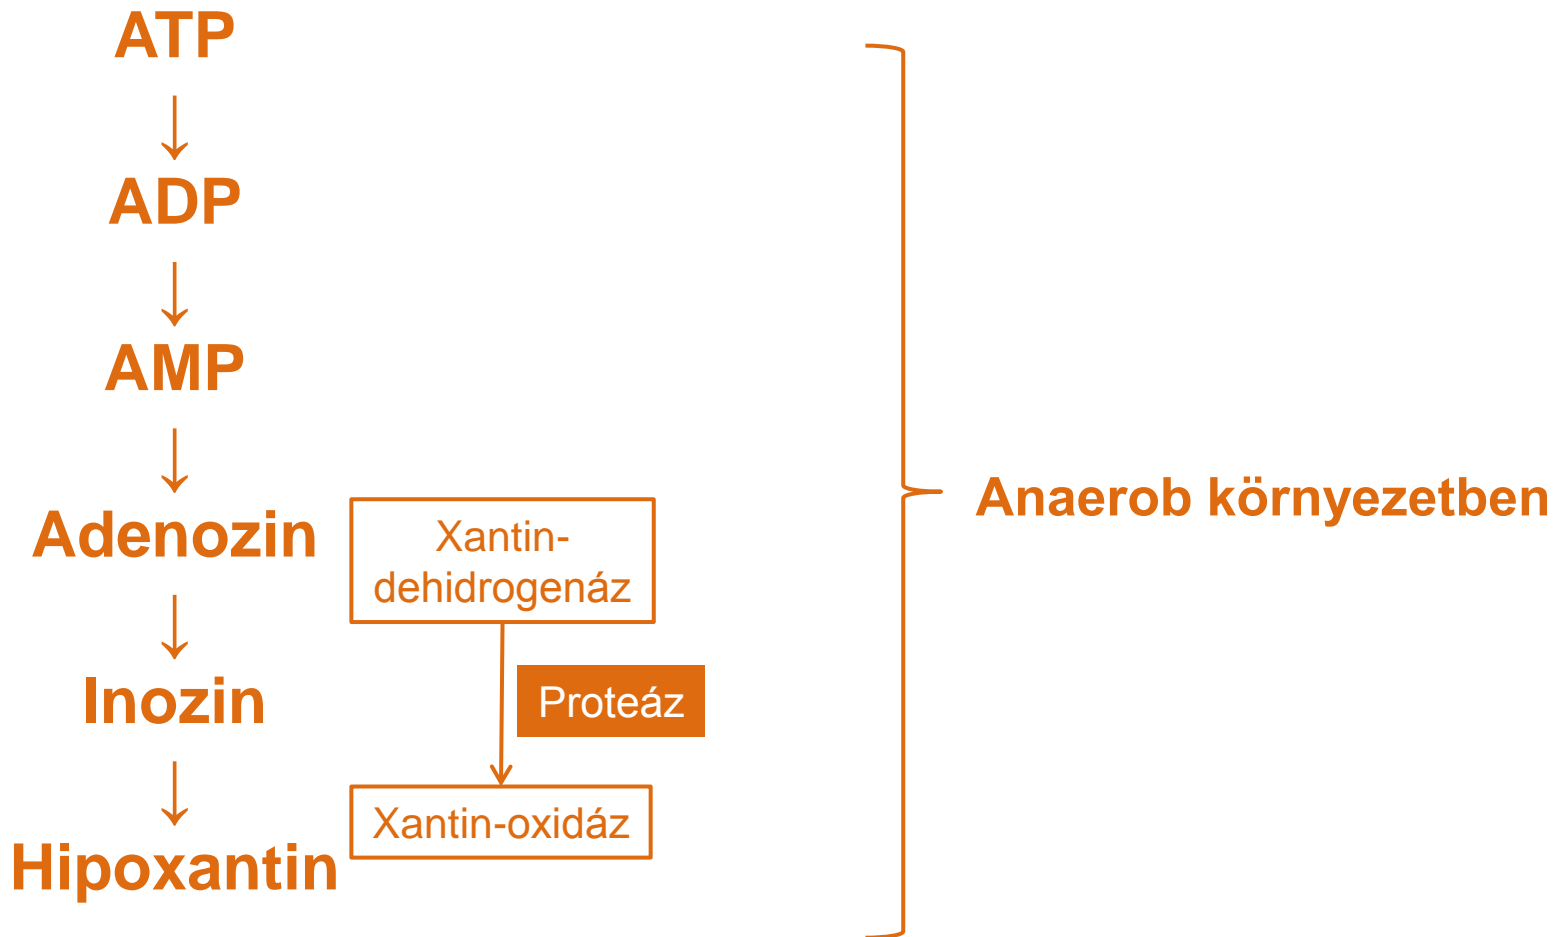 ATP
↓
ADP
↓
AMP
↓
Adenozin
↓
Inozin
↓
Hipoxantin
Xantin-
dehidrogenáz
Proteáz
Xantin-oxidáz
Anaerob környezetben